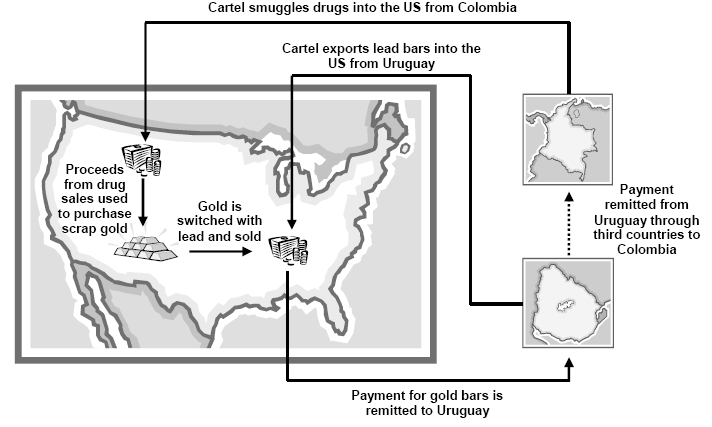 Cartel smuggles drugs into the US from Colombia
Cartel exports lead bars into the
US from Uruguay
Proceeds
from drug
sales used
to purchase
scrap gold
Gold is
switched with
lead and sold
Payment
remitted from
Uruguay through
third countries to
Colombia
Payment for gold bars is
remitted to Uruguay